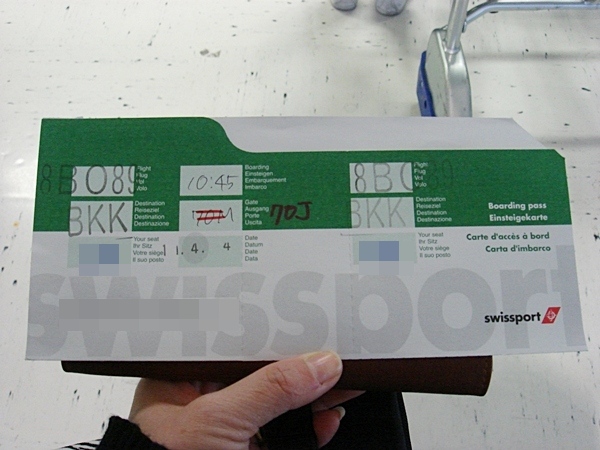 8BO89 Flight Flug Vol Volo
10:45 Boarding Einsteigen Embarquement Imbarco
8BO Flight Flug Vol Volo
BKK Destination Reiseziel Destination Destinazione
70M Gate Ausgang Porte Uscita 70J
BKK Destination Reiseziel Destination Destinazione
Boarding pass
Einsteigekarte
Carte d'accès à bord
Carta d'imbarco
Your seat Ihr Sitz Votre siège Il suo posto
1.4. 4 Date Datum Date Data
Your seat Ihr Sitz Votre siège Il suo posto
swissport
swissport